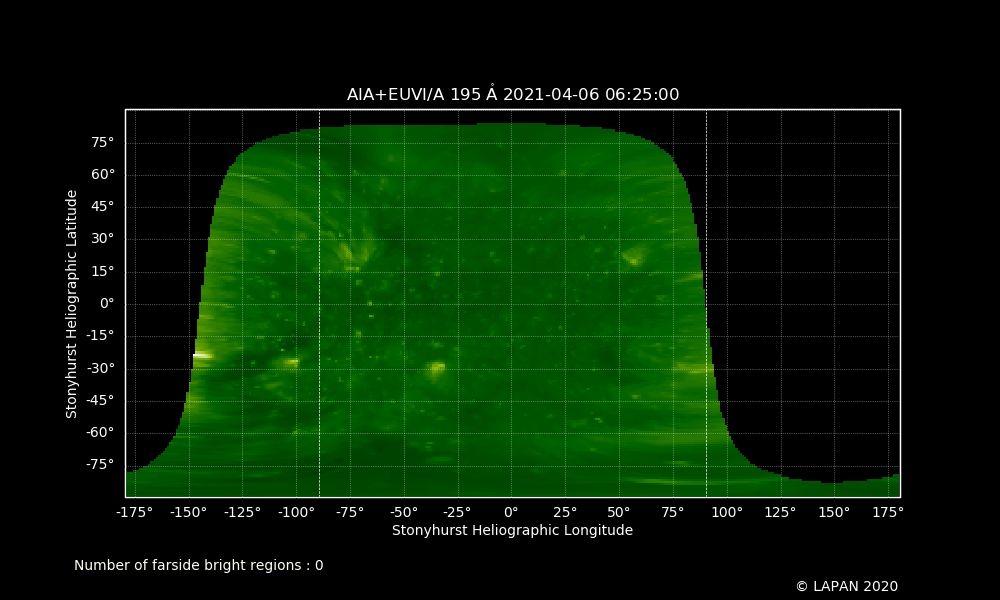 AIA+EUVI/A 195 Å 2021-04-06 06:25:00
Stonyhurst Heliographic Latitude
75°
60°
45°
30°
15°
0°
-15°
-30°
-45°
-60°
-75°
-175° -150° -125° -100° -75° -50° -25° 0° 25° 50° 75° 100° 125° 150° 175°
Stonyhurst Heliographic Longitude
Number of farside bright regions : 0
© LAPAN 2020